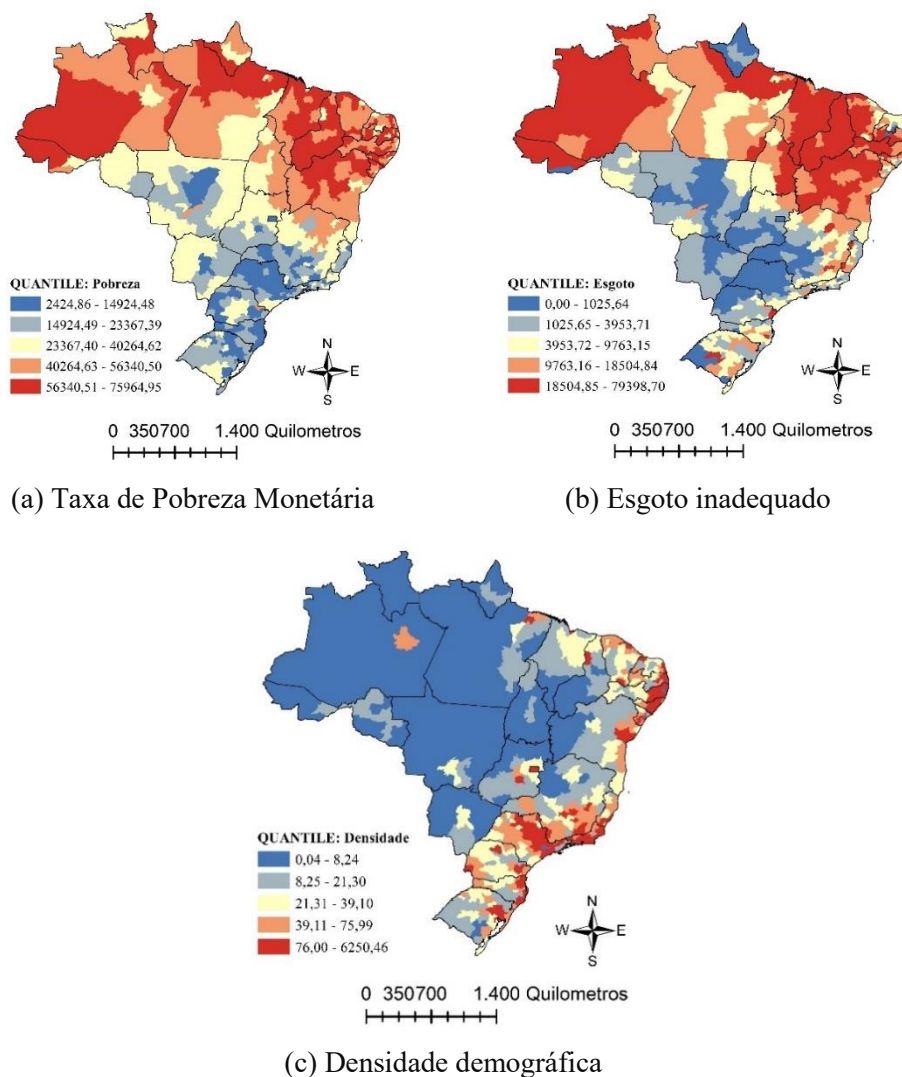 QUANTILE: Pobreza
2424,86 - 14924,48
14924,49 - 23367,39
23367,40 - 40264,62
40264,63 - 56340,50
56340,51 - 75964,95
N
W E
S
0 350700 1.400 Quilometros
(a) Taxa de Pobreza Monetária
QUANTILE: Esgoto
0,00 - 1025,64
1025,65 - 3953,71
3953,72 - 9763,15
9763,16 - 18504,84
18504,85 - 79398,70
N
W E
S
0 350700 1.400 Quilometros
(b) Esgoto inadequado
QUANTILE: Densidade
0,04 - 8,24
8,25 - 21,30
21,31 - 39,10
39,11 - 75,99
76,00 - 6250,46
N
W E
S
0 350700 1.400 Quilometros
(c) Densidade demográfica